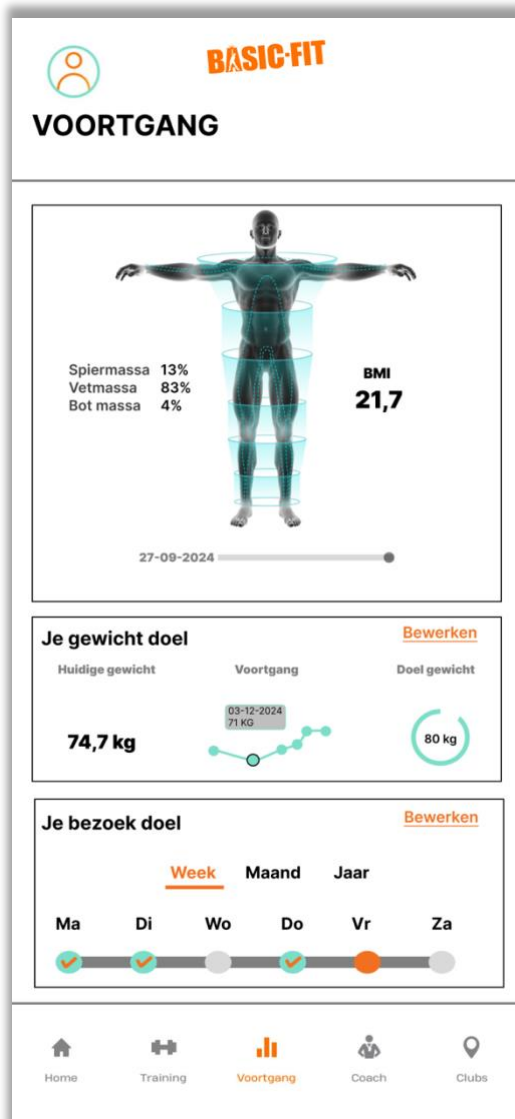 BASIC-FIT
VOORTGANG
Spiermassa 13%
Vetmassa 83%
Bot massa 4%
BMI
21,7
27-09-2024
Je gewicht doel
Bewerken
Huidige gewicht
Voortgang
Doel gewicht
03-12-2024
71 KG
74,7 kg
80 kg
Je bezoek doel
Bewerken
Week Maand Jaar
Ma Di Wo Do Vr Za
Home Training Voortgang Coach Clubs